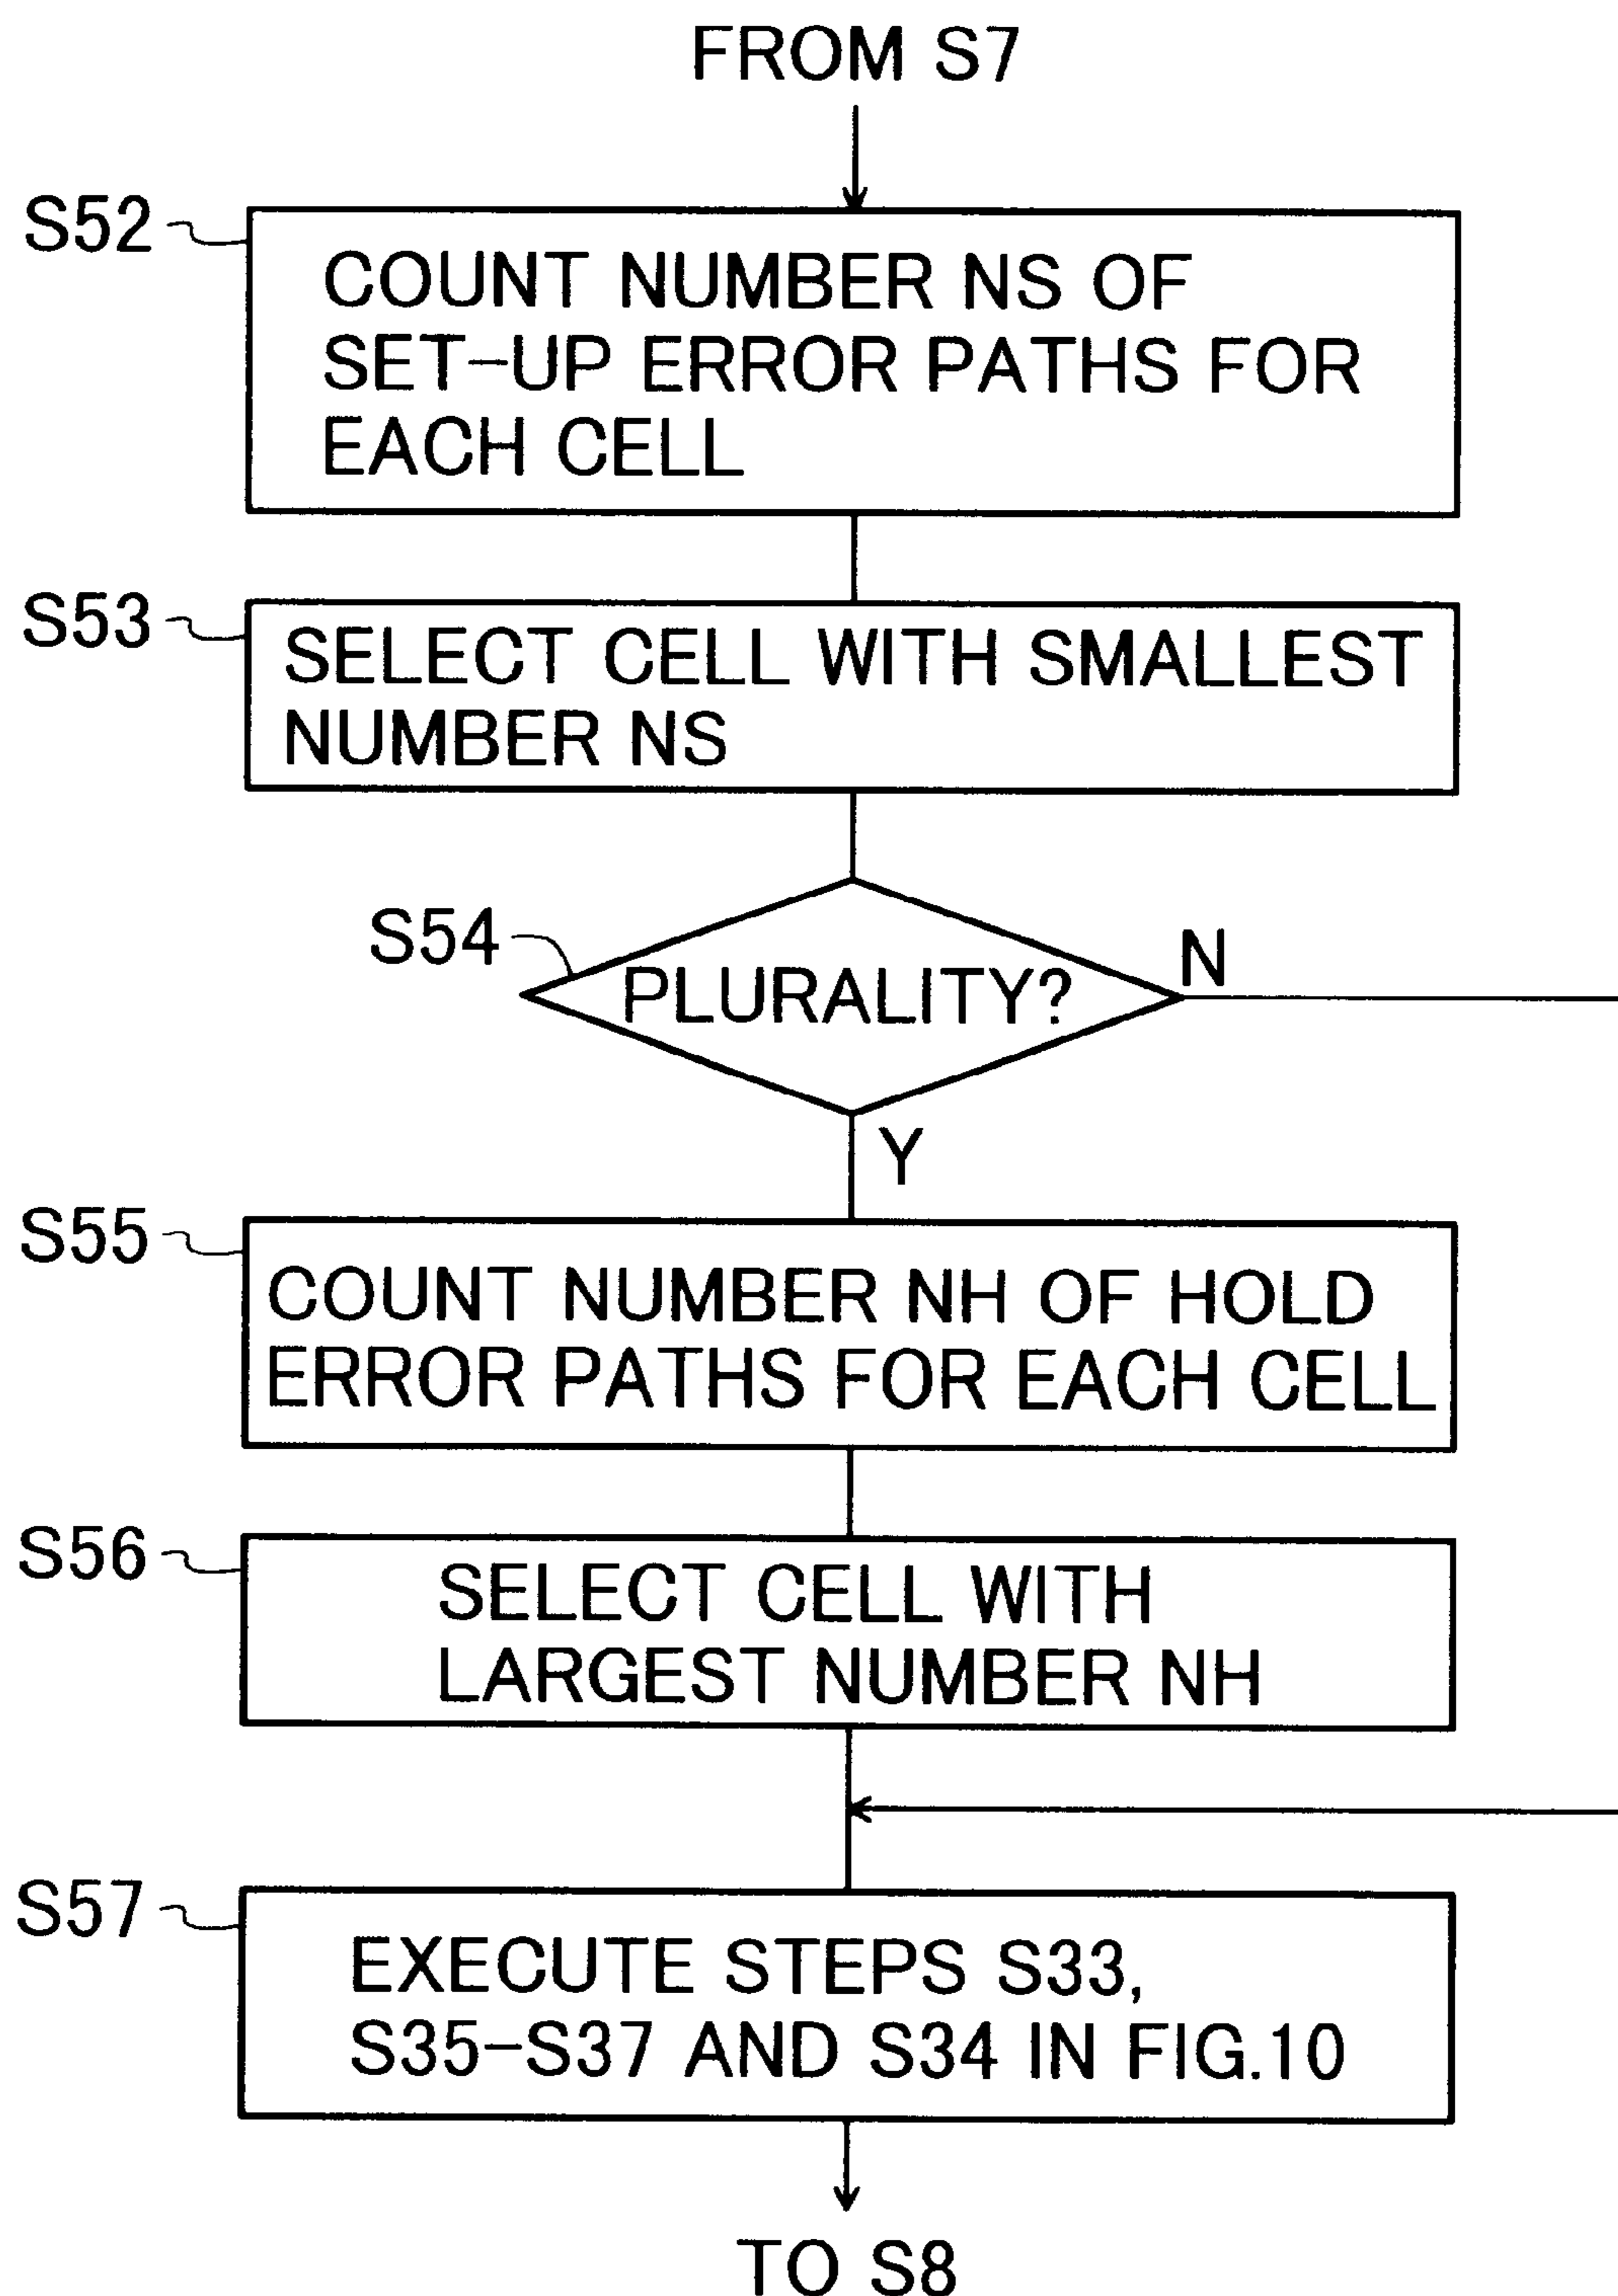 FROM S7
S52
COUNT NUMBER NS OF
SET-UP ERROR PATHS FOR
EACH CELL
S53
SELECT CELL WITH SMALLEST
NUMBER NS
S54
PLURALITY?
N
Y
S55
COUNT NUMBER NH OF HOLD
ERROR PATHS FOR EACH CELL
S56
SELECT CELL WITH
LARGEST NUMBER NH
S57
EXECUTE STEPS S33,
S35-S37 AND S34 IN FIG.10
TO S8